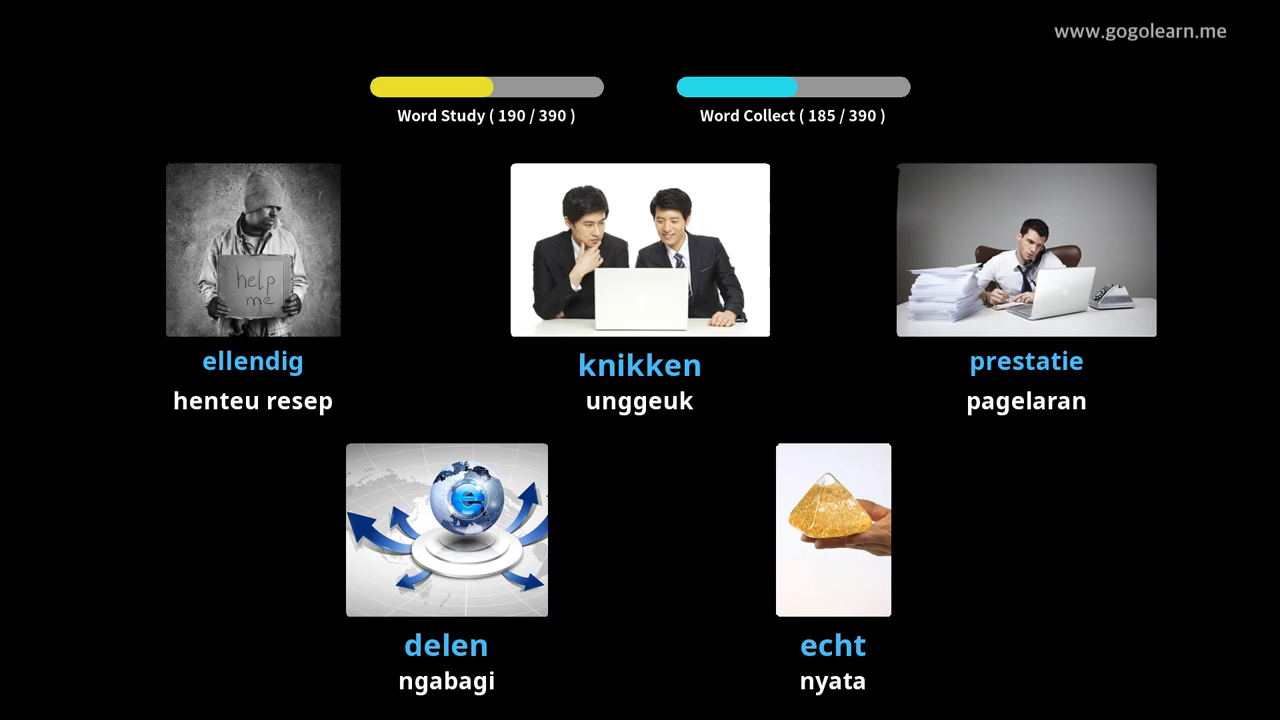 www.gogolearn.me
Word Study ( 190 / 390 )
Word Collect ( 185 / 390 )
help
me
ellendig
henteu resep
knikken
unggeuk
prestatie
pagelaran
e
delen
ngabagi
echt
nyata